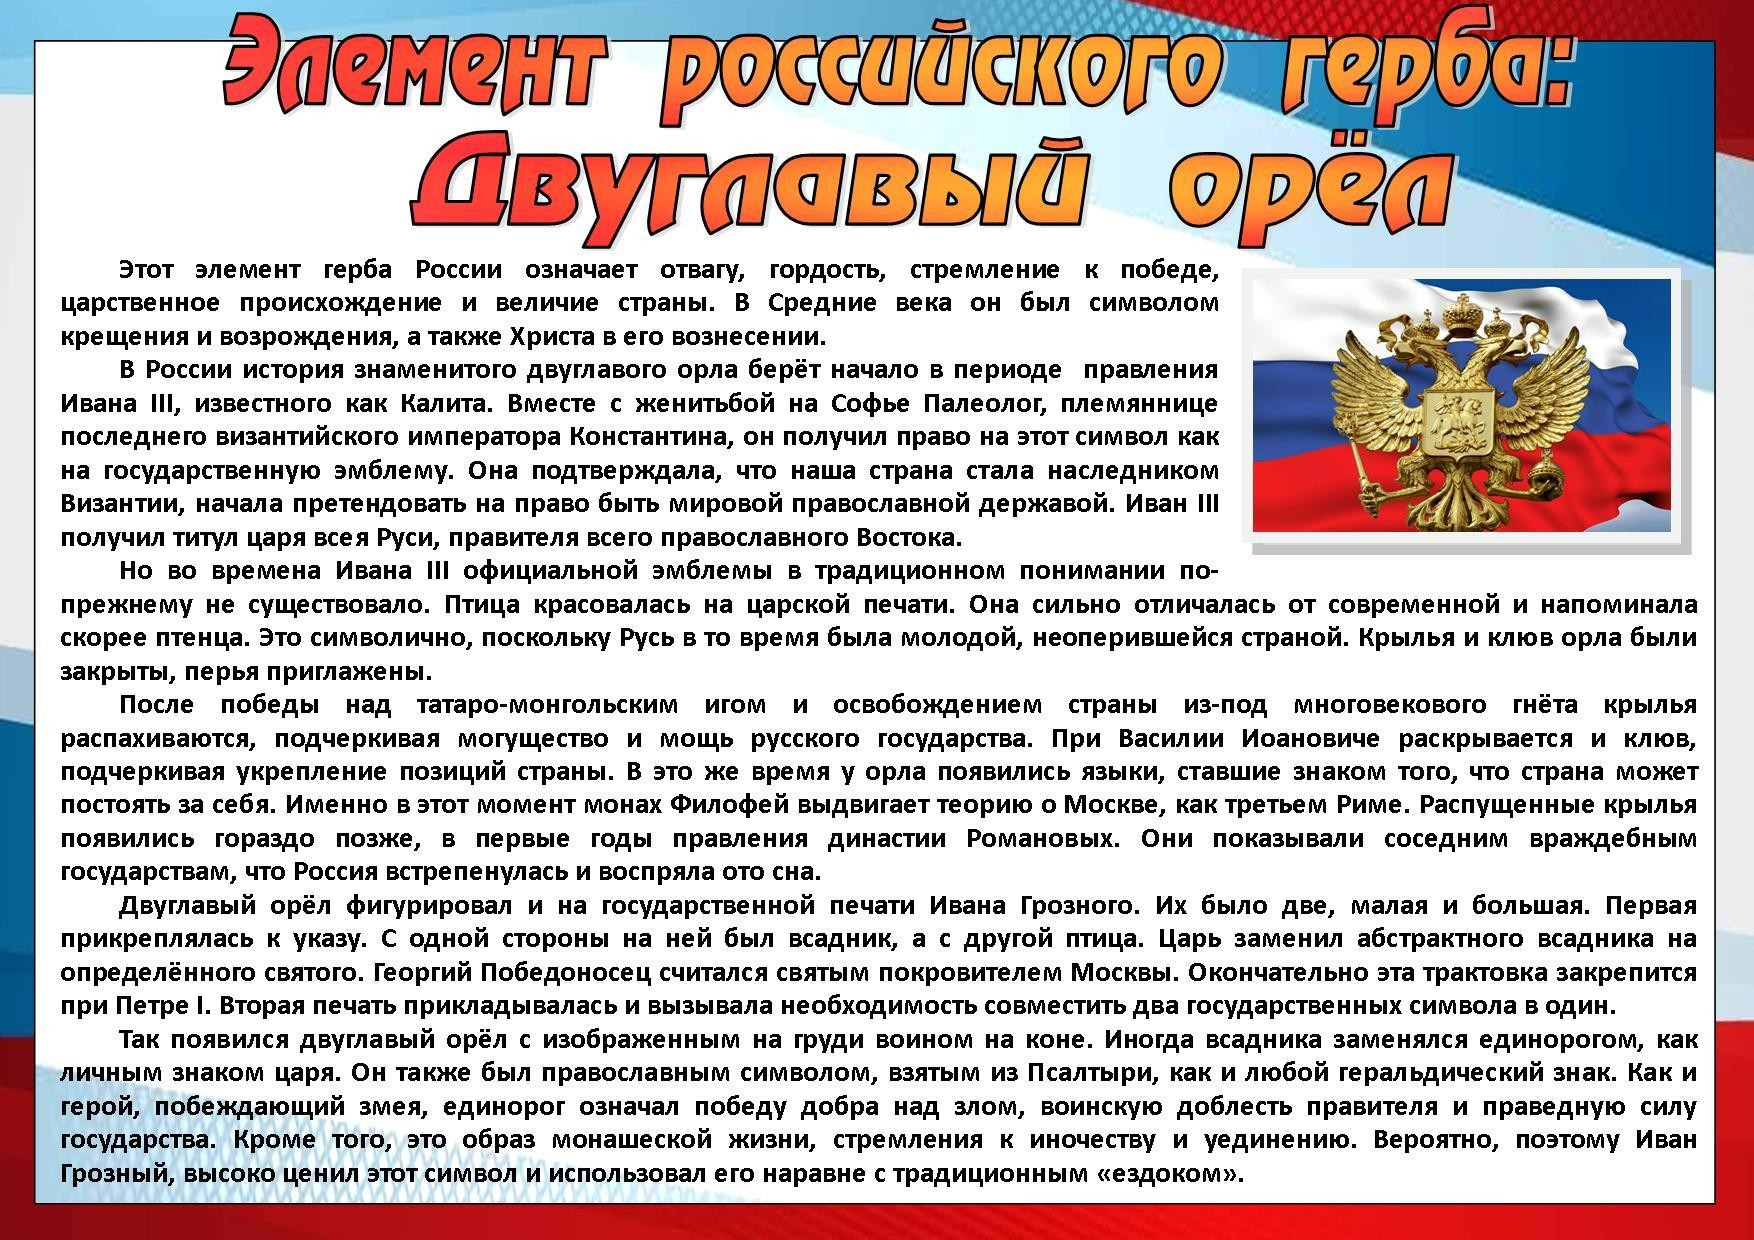 Элемент российского герба:
Двуглавый орёл
Этот элемент герба России означает отвагу, гордость, стремление к победе,
царственное происхождение и величие страны. В Средние века он был символом
крещения и возрождения, а также Христа в его вознесении.
В России история знаменитого двуглавого орла берёт начало в периоде правления
Ивана III, известного как Калита. Вместе с женитьбой на Софье Палеолог, племяннице
последнего византийского императора Константина, он получил право на этот символ как
на государственную эмблему. Она подтверждала, что наша страна стала наследником
Византии, начала претендовать на право быть мировой православной державой. Иван III
получил титул царя всея Руси, правителя всего православного Востока.
Но во времена Ивана III официальной эмблемы в традиционном понимании по-
прежнему не существовало. Птица красовалась на царской печати. Она сильно отличалась от современной и напоминала
скорее птенца. Это символично, поскольку Русь в то время была молодой, неоперившейся страной. Крылья и клюв орла были
закрыты, перья приглажены.
После победы над татаро-монгольским игом и освобождением страны из-под многовекового гнёта крылья
распахиваются, подчеркивая могущество и мощь русского государства. При Василии Иоановиче раскрывается и клюв,
подчеркивая укрепление позиций страны. В это же время у орла появились языки, ставшие знаком того, что страна может
постоять за себя. Именно в этот момент монах Филофей выдвигает теорию о Москве, как третьем Риме. Распущенные крылья
появились гораздо позже, в первые годы правления династии Романовых. Они показывали соседним враждебным
государствам, что Россия встрепенулась и воспряла ото сна.
Двуглавый орёл фигурировал и на государственной печати Ивана Грозного. Их было две, малая и большая. Первая
прикреплялась к указу. С одной стороны на ней был всадник, а с другой птица. Царь заменил абстрактного всадника на
определённого святого. Георгий Победоносец считался святым покровителем Москвы. Окончательно эта трактовка закрепится
при Петре I. Вторая печать прикладывалась и вызывала необходимость совместить два государственных символа в один.
Так появился двуглавый орёл с изображенным на груди воином на коне. Иногда всадника заменялся единорогом, как
личным знаком царя. Он также был православным символом, взятым из Псалтыри, как и любой геральдический знак. Как и
герой, побеждающий змея, единорог означал победу добра над злом, воинскую доблесть правителя и праведную силу
государства. Кроме того, это образ монашеской жизни, стремления к иночеству и уединению. Вероятно, поэтому Иван
Грозный, высоко ценил этот символ и использовал его наравне с традиционным «ездоком».